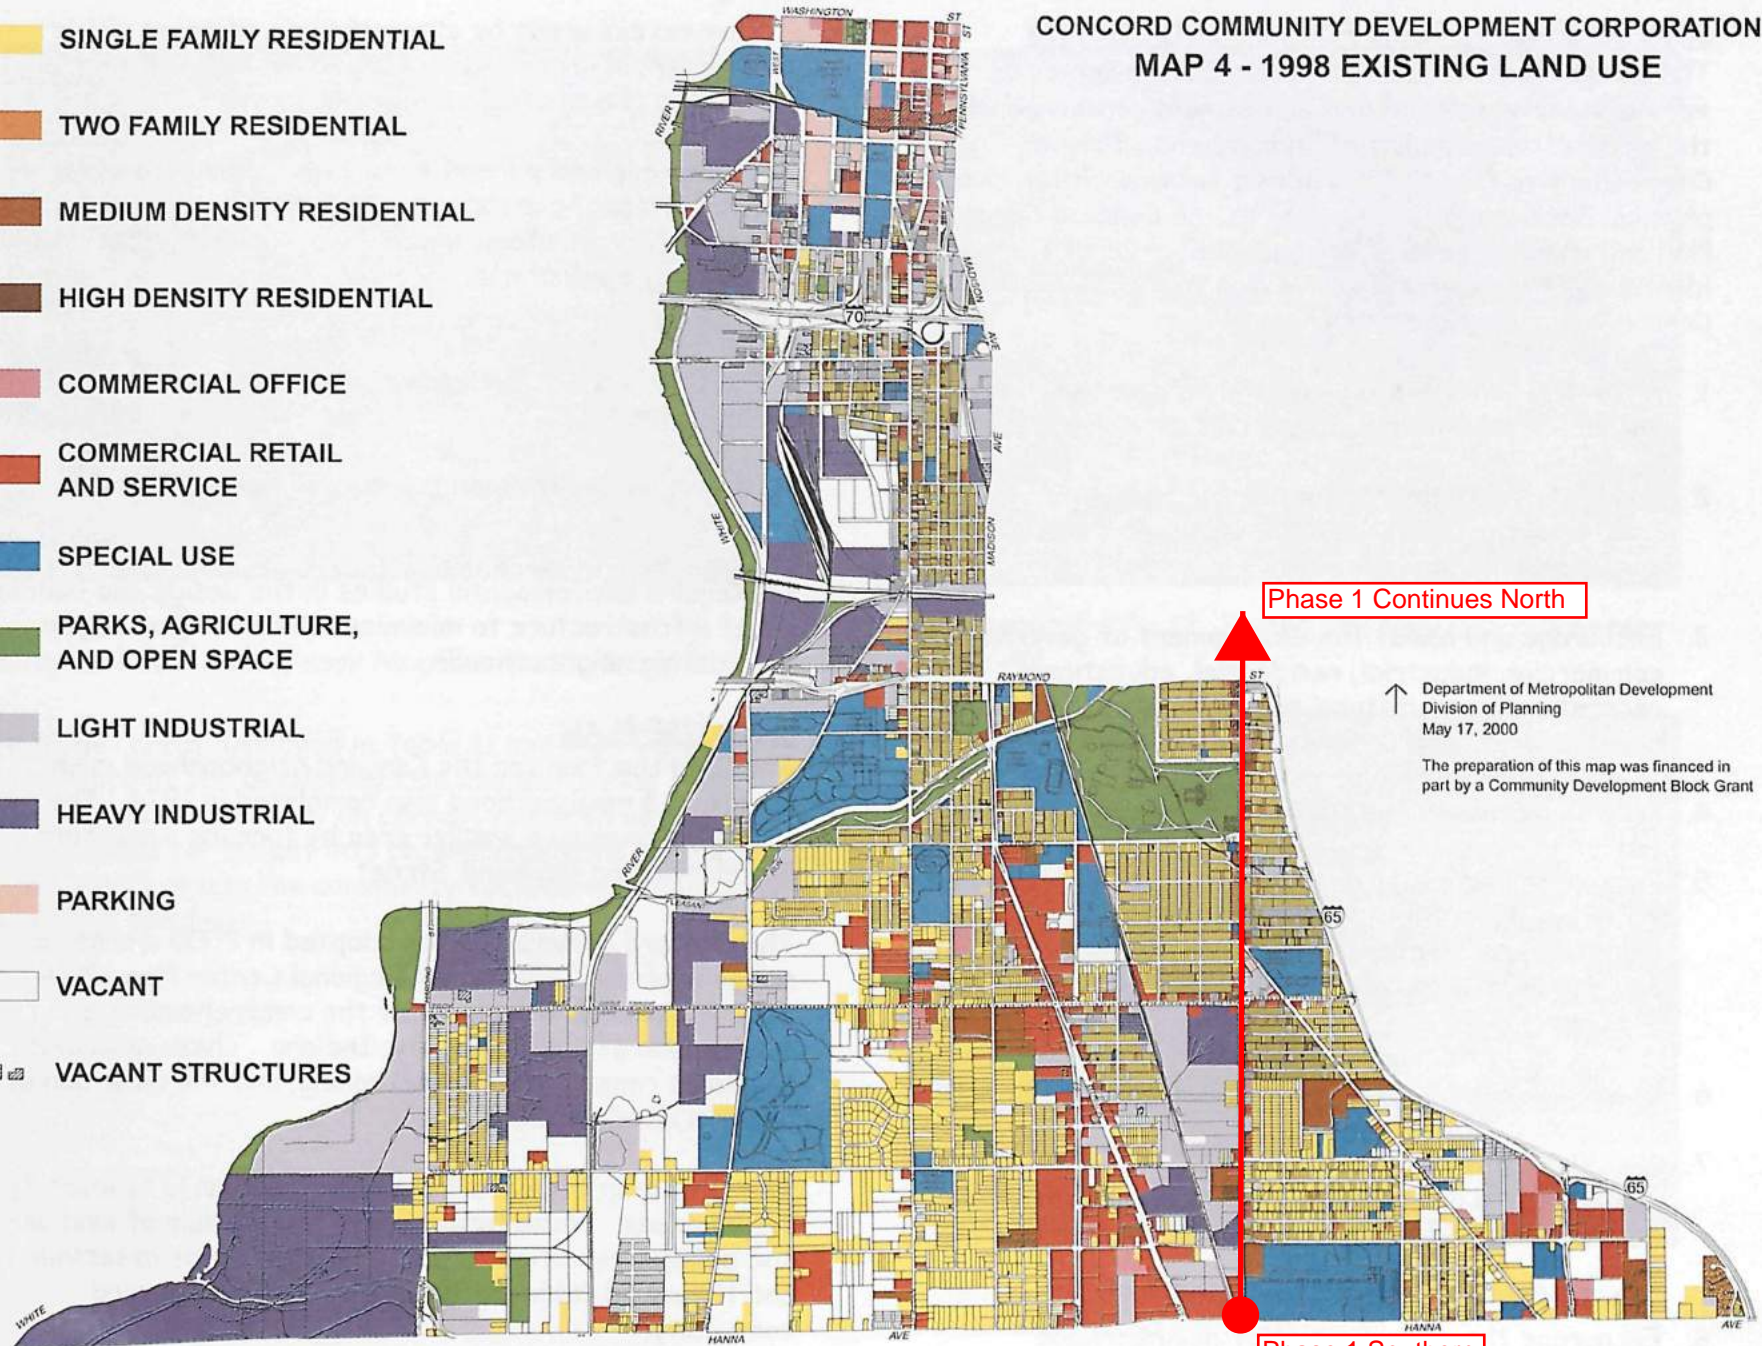 CONCORD COMMUNITY DEVELOPMENT CORPORATION
MAP 4 - 1998 EXISTING LAND USE
SINGLE FAMILY RESIDENTIAL
TWO FAMILY RESIDENTIAL
MEDIUM DENSITY RESIDENTIAL
HIGH DENSITY RESIDENTIAL
COMMERCIAL OFFICE
COMMERCIAL RETAIL
AND SERVICE
SPECIAL USE
PARKS, AGRICULTURE,
AND OPEN SPACE
LIGHT INDUSTRIAL
HEAVY INDUSTRIAL
PARKING
VACANT
VACANT STRUCTURES
WASHINGTON
ST
ST
WEST
PENNSYLVANIA
RIVER
MADISON
AVE
70
AVE
WHITE
MADISON
Phase 1 Continues North
RAYMOND
ST
Department of Metropolitan Development
Division of Planning
May 17, 2000
The preparation of this map was financed in
part by a Community Development Block Grant
RIVER
65
65
WHITE
HANNA
AVE
HANNA
AVE